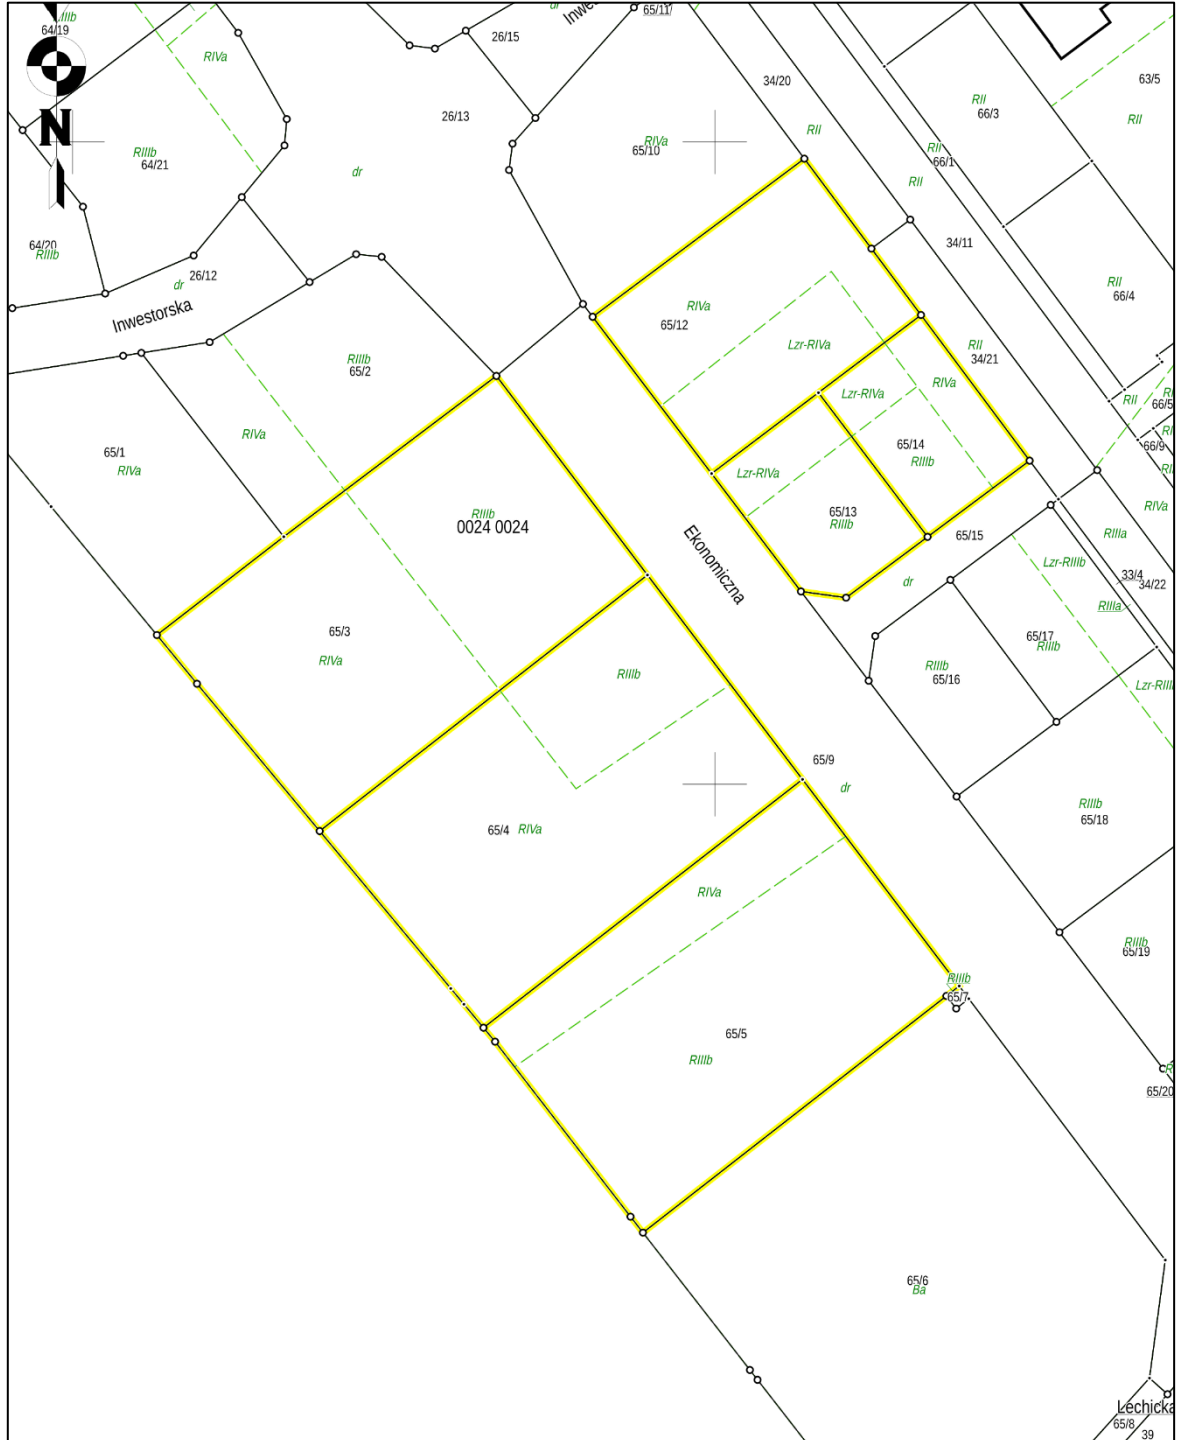 IIIb
64/19
N
RIVa
RIIIb
64/21
64/20
RIIIb
26/15
26/13
dr
dr
26/12
dr
Inwestorska
65/11
RIVa
65/10
34/20
RII
RII
66/3
63/5
RII
RII
66/1
RII
34/11
RII
66/4
RIVa
65/12
Lzr-RIVa
RII
34/21
RIVa
Lzr-RIVa
65/14
RIIIb
Lzr-RIVa
65/13
RIIIb
65/15
dr
RII
66/5
66/9
RIVa
RIIIa
Lzr-RIIIb
33/4
34/22
RIIIa
65/17
RIIIb
RIIIb
65/16
Lzr-RIII
RIIIb
65/2
RIVa
65/1
RIVa
RIIIb
0024 0024
Ekonomiczna
65/3
RIVa
RIIIb
65/4
RIVa
65/9
dr
RIIIb
65/18
RIVa
RIIIb
65/19
RIIIb
65/7
65/5
RIIIb
65/20
65/6
Ba
Lechicka
65/8
39